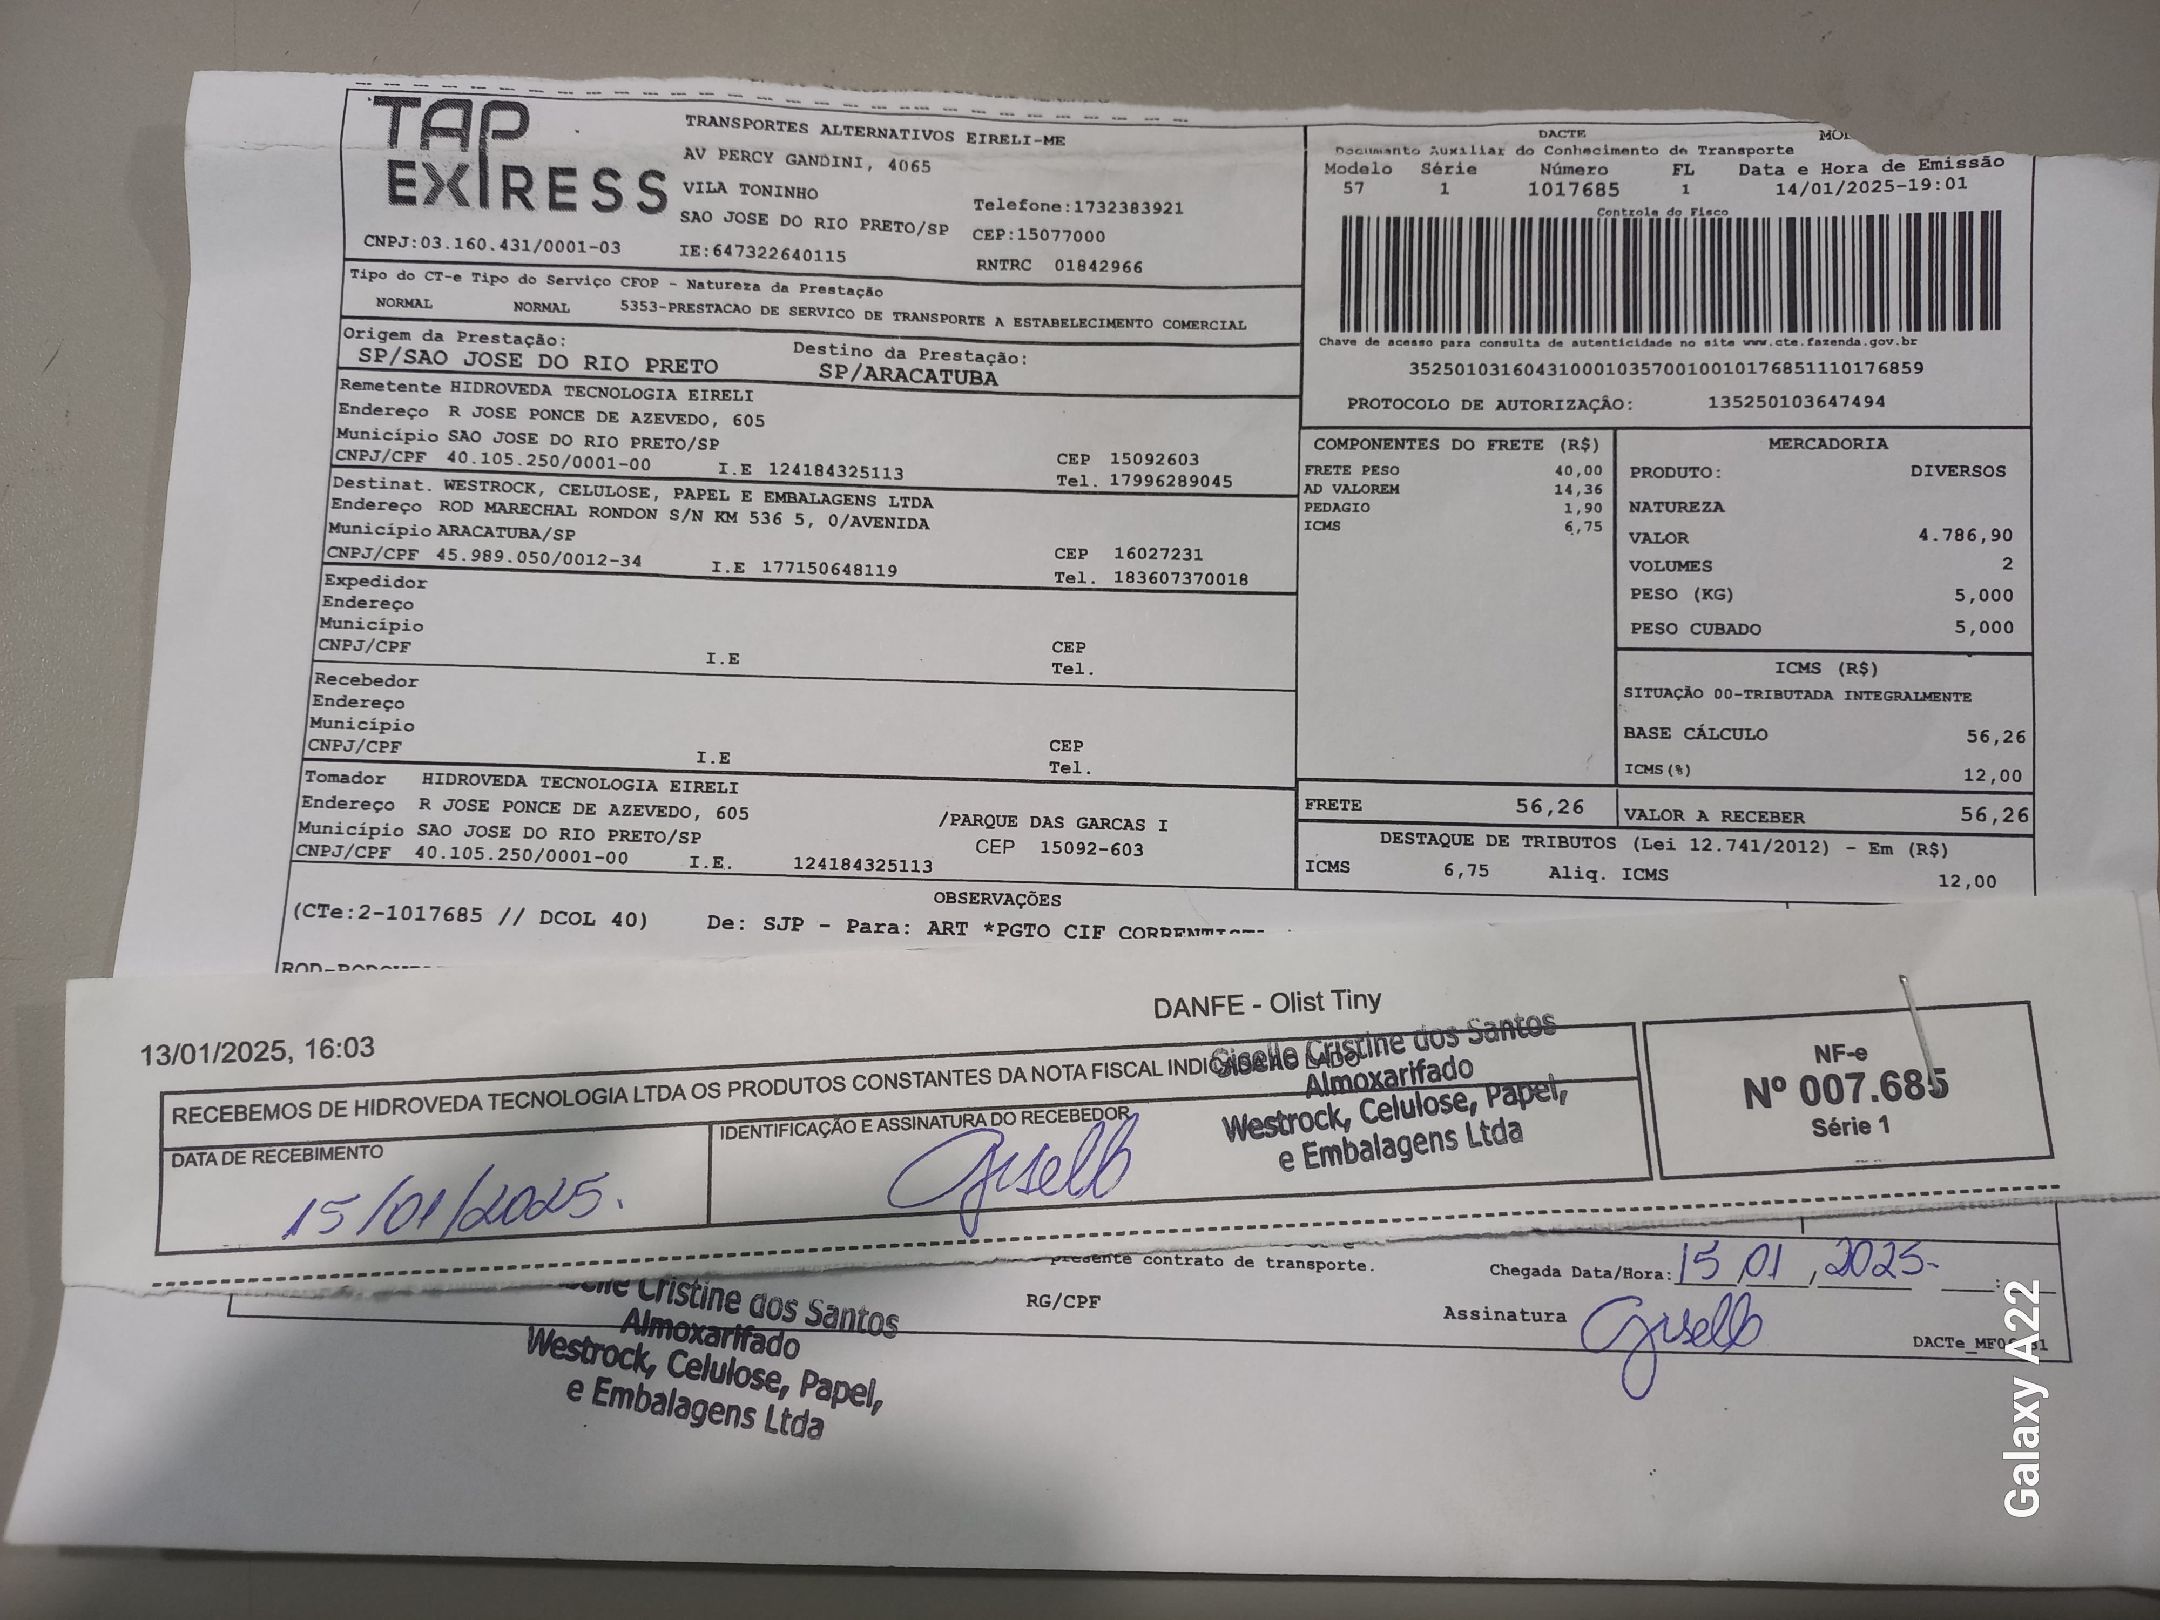 TAP
EXPRESS
TRANSPORTES ALTERNATIVOS EIRELI-ME
AV PERCY GANDINI, 4065
VILA TONINHO
Telefone:1732383921
SAO JOSE DO RIO PRETO/SP
CEP:15077000
CNPJ:03.160.431/0001-03
IE:647322640115
RNTRC 01842966
DACTE
Documento Auxiliar do Conhecimento de Transporte
Modelo Série Número FL Data e Hora de Emissão
57 1 1017685 1 14/01/2025-19:01
Controle do Fisco
Chave de acesso para consulta de autenticidade no site www.cte.fazenda.gov.br
35250103160431000103570010010176851110176859
PROTOCOLO DE AUTORIZAÇÃO: 135250103647494
Tipo do CT-e Tipo do Serviço CFOP - Natureza da Prestação
NORMAL NORMAL 5353-PRESTACAO DE SERVICO DE TRANSPORTE A ESTABELECIMENTO COMERCIAL
Origem da Prestação: Destino da Prestação:
SP/SAO JOSE DO RIO PRETO SP/ARACATUBA
Remetente HIDROVEDA TECNOLOGIA EIRELI
Endereço R JOSE PONCE DE AZEVEDO, 605
Município SAO JOSE DO RIO PRETO/SP CEP 15092603
CNPJ/CPF 40.105.250/0001-00 I.E 124184325113 Tel. 17996289045
Destinat. WESTROCK, CELULOSE, PAPEL E EMBALAGENS LTDA
Endereço ROD MARECHAL RONDON S/N KM 536 5, 0/AVENIDA
Município ARACATUBA/SP CEP 16027231
CNPJ/CPF 45.989.050/0012-34 I.E 177150648119 Tel. 183607370018
Expedidor
Endereço
Município CEP
CNPJ/CPF I.E Tel.
Recebedor
Endereço
Município CEP
CNPJ/CPF I.E Tel.
Tomador HIDROVEDA TECNOLOGIA EIRELI
Endereço R JOSE PONCE DE AZEVEDO, 605 /PARQUE DAS GARCAS I
Município SAO JOSE DO RIO PRETO/SP CEP 15092-603
CNPJ/CPF 40.105.250/0001-00 I.E. 124184325113
COMPONENTES DO FRETE (R$)
FRETE PESO 40,00
AD VALOREM 14,36
PEDAGIO 1,90
ICMS 6,75
MERCADORIA
PRODUTO: DIVERSOS
NATUREZA
VALOR 4.786,90
VOLUMES 2
PESO (KG) 5,000
PESO CUBADO 5,000
ICMS (R$)
SITUAÇÃO 00-TRIBUTADA INTEGRALMENTE
BASE CÁLCULO 56,26
ICMS(%) 12,00
FRETE 56,26 VALOR A RECEBER 56,26
DESTAQUE DE TRIBUTOS (Lei 12.741/2012) - Em (R$)
ICMS 6,75 Aliq. ICMS 12,00
OBSERVAÇÕES
(CTe:2-1017685 // DCOL 40) De: SJP - Para: ART *PGTO CIF
13/01/2025, 16:03 DANFE - Olist Tiny
RECEBEMOS DE HIDROVEDA TECNOLOGIA LTDA OS PRODUTOS CONSTANTES DA NOTA FISCAL INDICADA AO LADO
DATA DE RECEBIMENTO
15/01/2025.
IDENTIFICAÇÃO E ASSINATURA DO RECEBEDOR
Giselle
Giselle Cristine dos Santos
Almoxarifado
Westrock, Celulose, Papel,
e Embalagens Ltda
NF-e
Nº 007.685
Série 1
presente contrato de transporte.
Chegada Data/Hora: 15/01/2025- :
RG/CPF
Assinatura Giselle
Cristine dos Santos
Almoxarifado
Westrock, Celulose, Papel,
e Embalagens Ltda
Galaxy A22